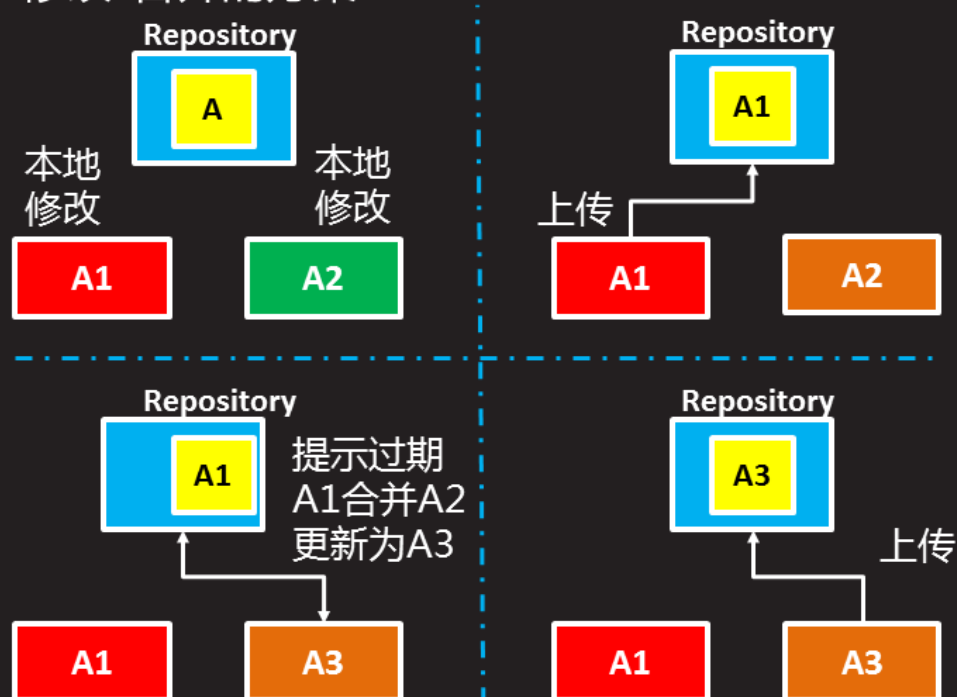 Repository
A
本地
修改
本地
修改
A1
A2
Repository
A1
上传
A1
A2
Repository
A1
提示过期
A1合并A2
更新为A3
A1
A3
Repository
A3
上传
A1
A3